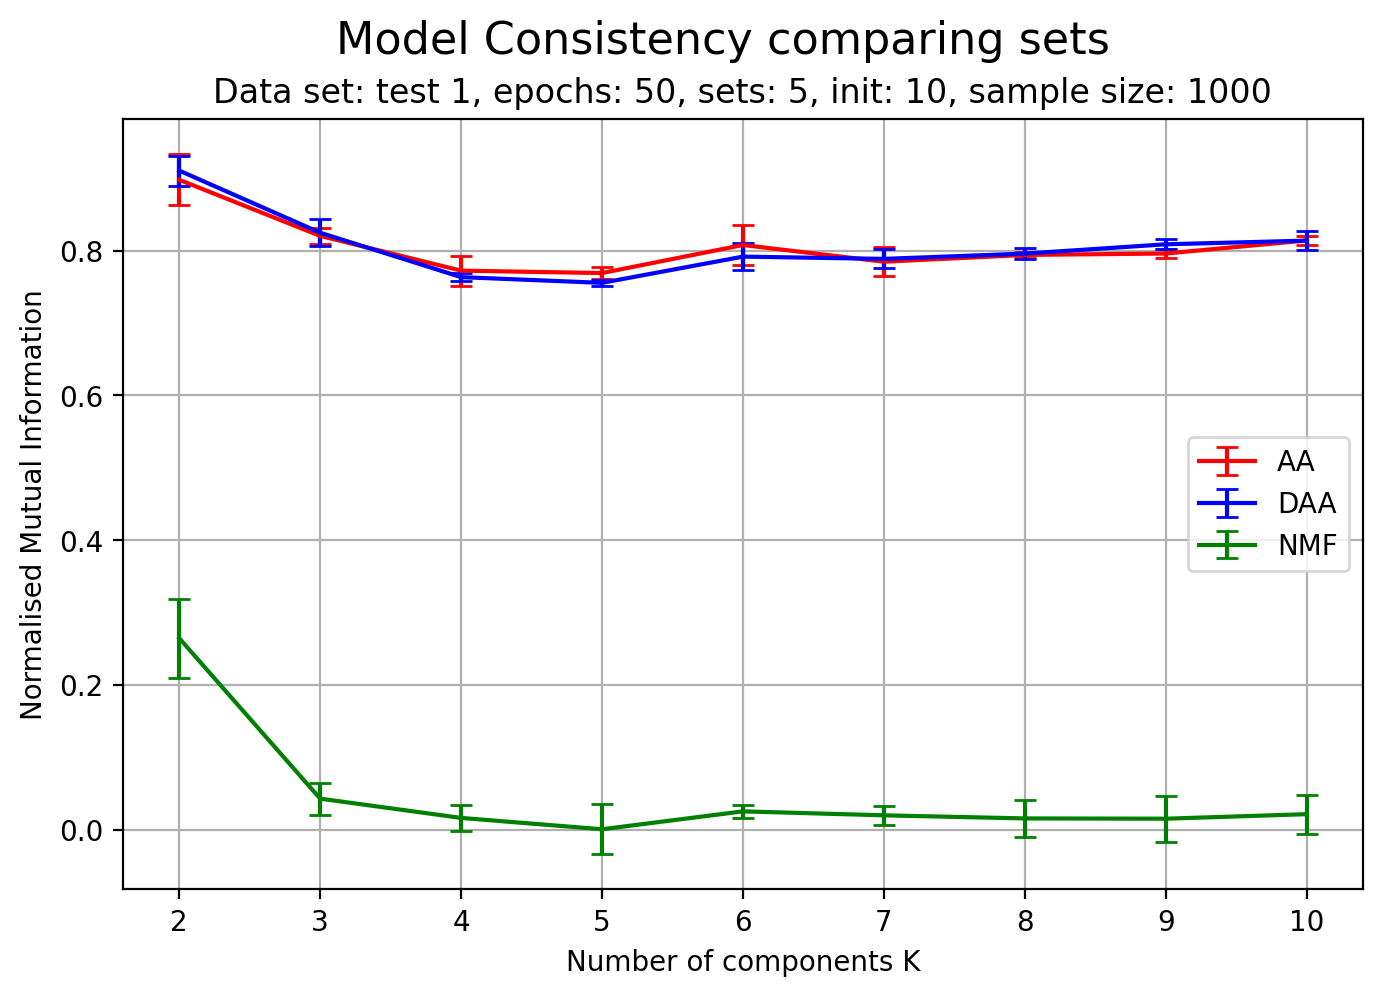 Model Consistency comparing sets
Data set: test 1, epochs: 50, sets: 5, init: 10, sample size: 1000
Normalised Mutual Information
0.8
0.6
0.4
0.2
0.0
AA
DAA
NMF
2 3 4 5 6 7 8 9 10
Number of components K